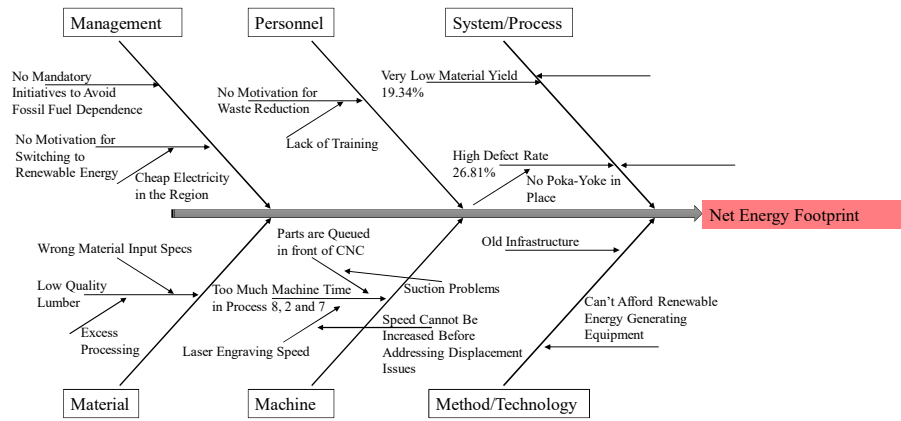 Management
Personnel
System/Process
No Mandatory
Initiatives to Avoid
Fossil Fuel Dependence
No Motivation for
Switching to
Renewable Energy
Cheap Electricity
in the Region
No Motivation for
Waste Reduction
Lack of Training
Very Low Material Yield
19.34%
High Defect Rate
26.81%
No Poka-Yoke in
Place
Net Energy Footprint
Wrong Material Input Specs
Low Quality
Lumber
Excess
Processing
Parts are Queued
in front of CNC
Suction Problems
Too Much Machine Time
in Process 8, 2 and 7
Laser Engraving Speed
Speed Cannot Be
Increased Before
Addressing Displacement
Issues
Old Infrastructure
Can't Afford Renewable
Energy Generating
Equipment
Material
Machine
Method/Technology